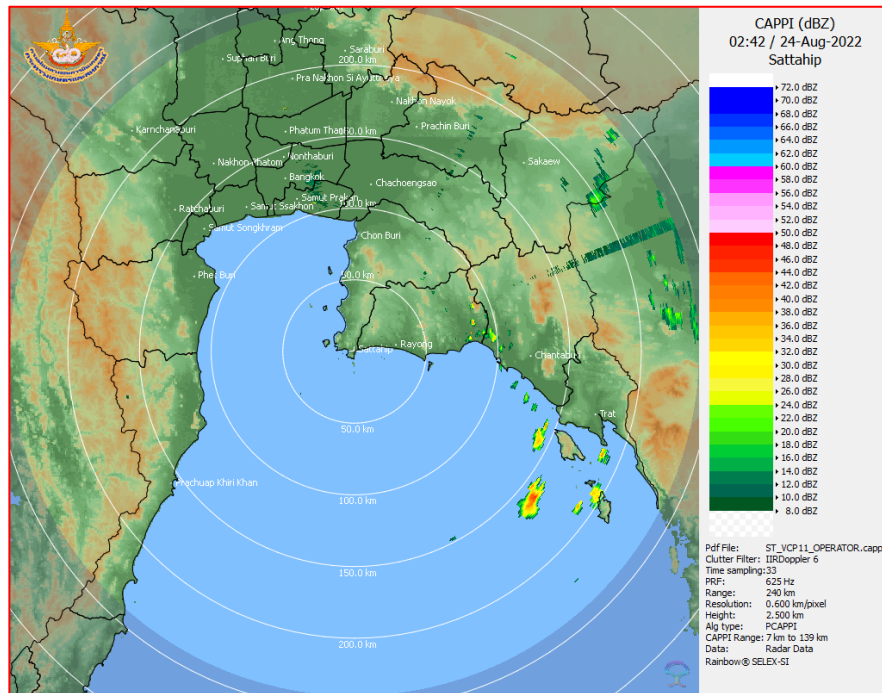 CAPPI (dBZ)
02:42 / 24-Aug-2022
Sattahip
72.0 dBZ
70.0 dBZ
68.0 dBZ
66.0 dBZ
64.0 dBZ
62.0 dBZ
60.0 dBZ
58.0 dBZ
56.0 dBZ
54.0 dBZ
52.0 dBZ
50.0 dBZ
48.0 dBZ
46.0 dBZ
44.0 dBZ
42.0 dBZ
40.0 dBZ
38.0 dBZ
36.0 dBZ
34.0 dBZ
32.0 dBZ
30.0 dBZ
28.0 dBZ
26.0 dBZ
24.0 dBZ
22.0 dBZ
20.0 dBZ
18.0 dBZ
16.0 dBZ
14.0 dBZ
12.0 dBZ
10.0 dBZ
8.0 dBZ
Pdf File: ST_VCP11_OPERATOR.capp
Clutter Filter: IIRDoppler 6
Time sampling:33
PRF: 625 Hz
Range: 240 km
Resolution: 0.600 km/pixel
Height: 2.500 km
Alg type: PCAPPI
CAPPI Range: 7 km to 139 km
Data: Radar Data
Rainbow® SELEX-SI
Ang Thong
Saraburi
Suphan Buri
200.0 km
Pra Nakhon Si Ayutthaya
Nakhon Nayok
Karnchanaburi
Phatum Thani
Prachin Buri
Nonthaburi
Nakhon Phatom
Sakaew
Bangkok
Chachoengsao
Samut Prakan
Ratchaburi
Samut Ssakhon
Samut Songkhram
Chon Buri
50.0 km
Rayong
Sattahip
Chantaburi
Trat
50.0 km
Prachuap Khiri Khan
100.0 km
150.0 km
200.0 km